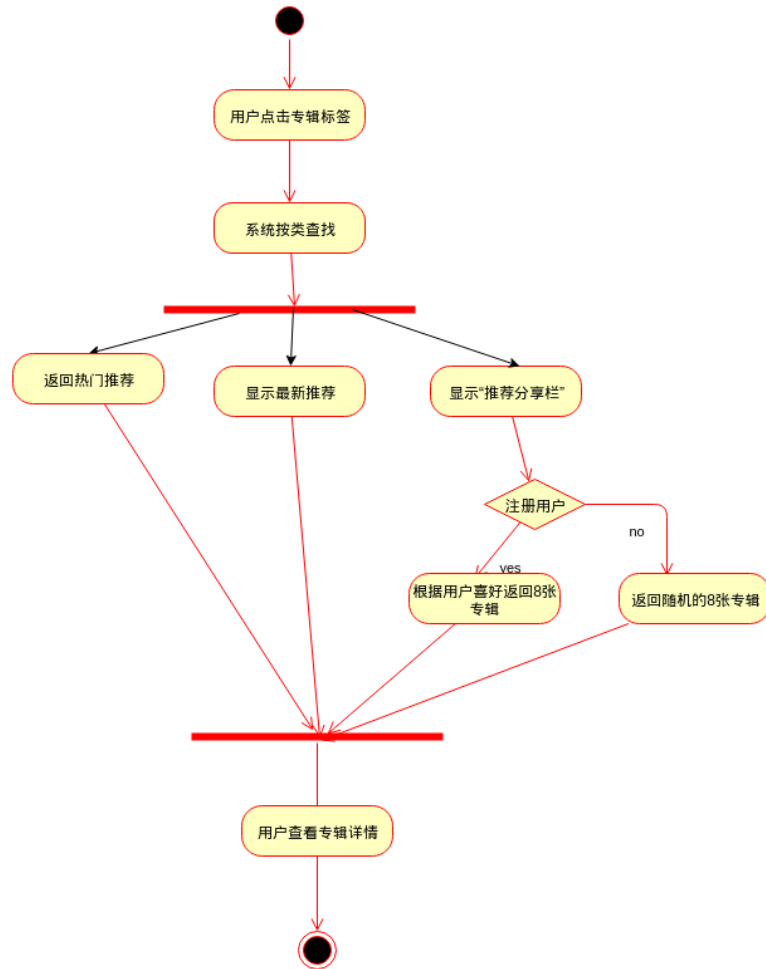 用户点击专辑标签
系统按类查找
返回热门推荐
显示最新推荐
显示“推荐分享栏”
注册用户
no
yes
根据用户喜好返回8张
专辑
返回随机的8张专辑
用户查看专辑详情